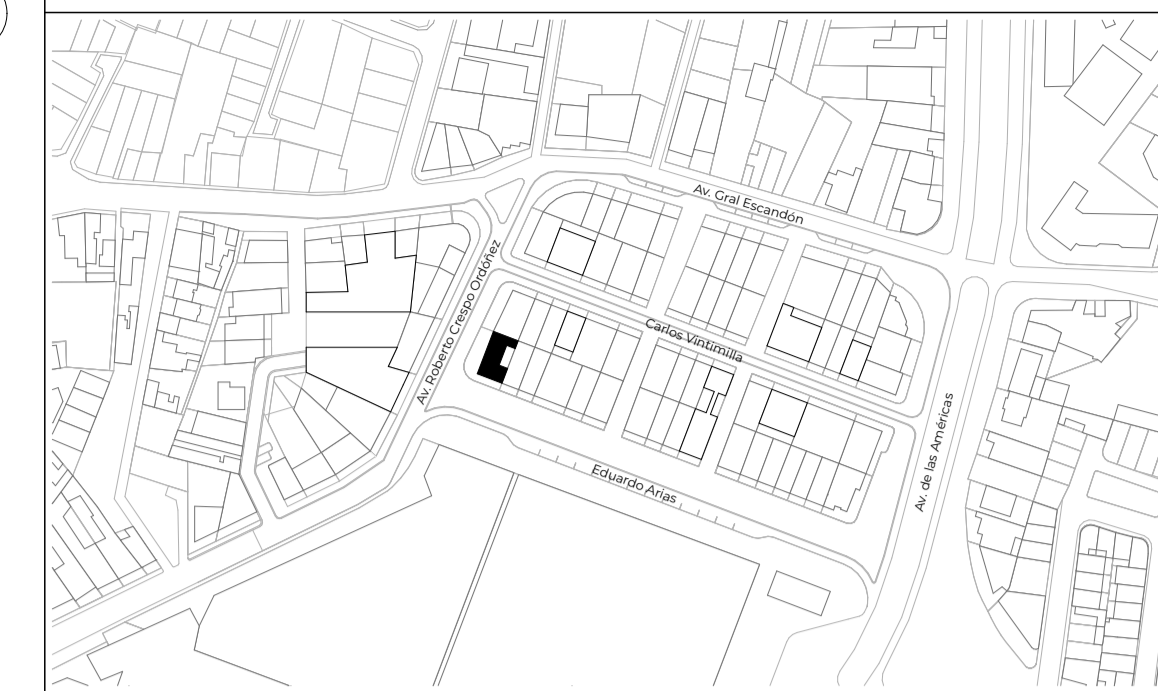 Av. Gral Escandón
Av. Roberto Crespo Ordóñez
Carlos Vintimilla
Av. de las Américas
Eduardo Arias